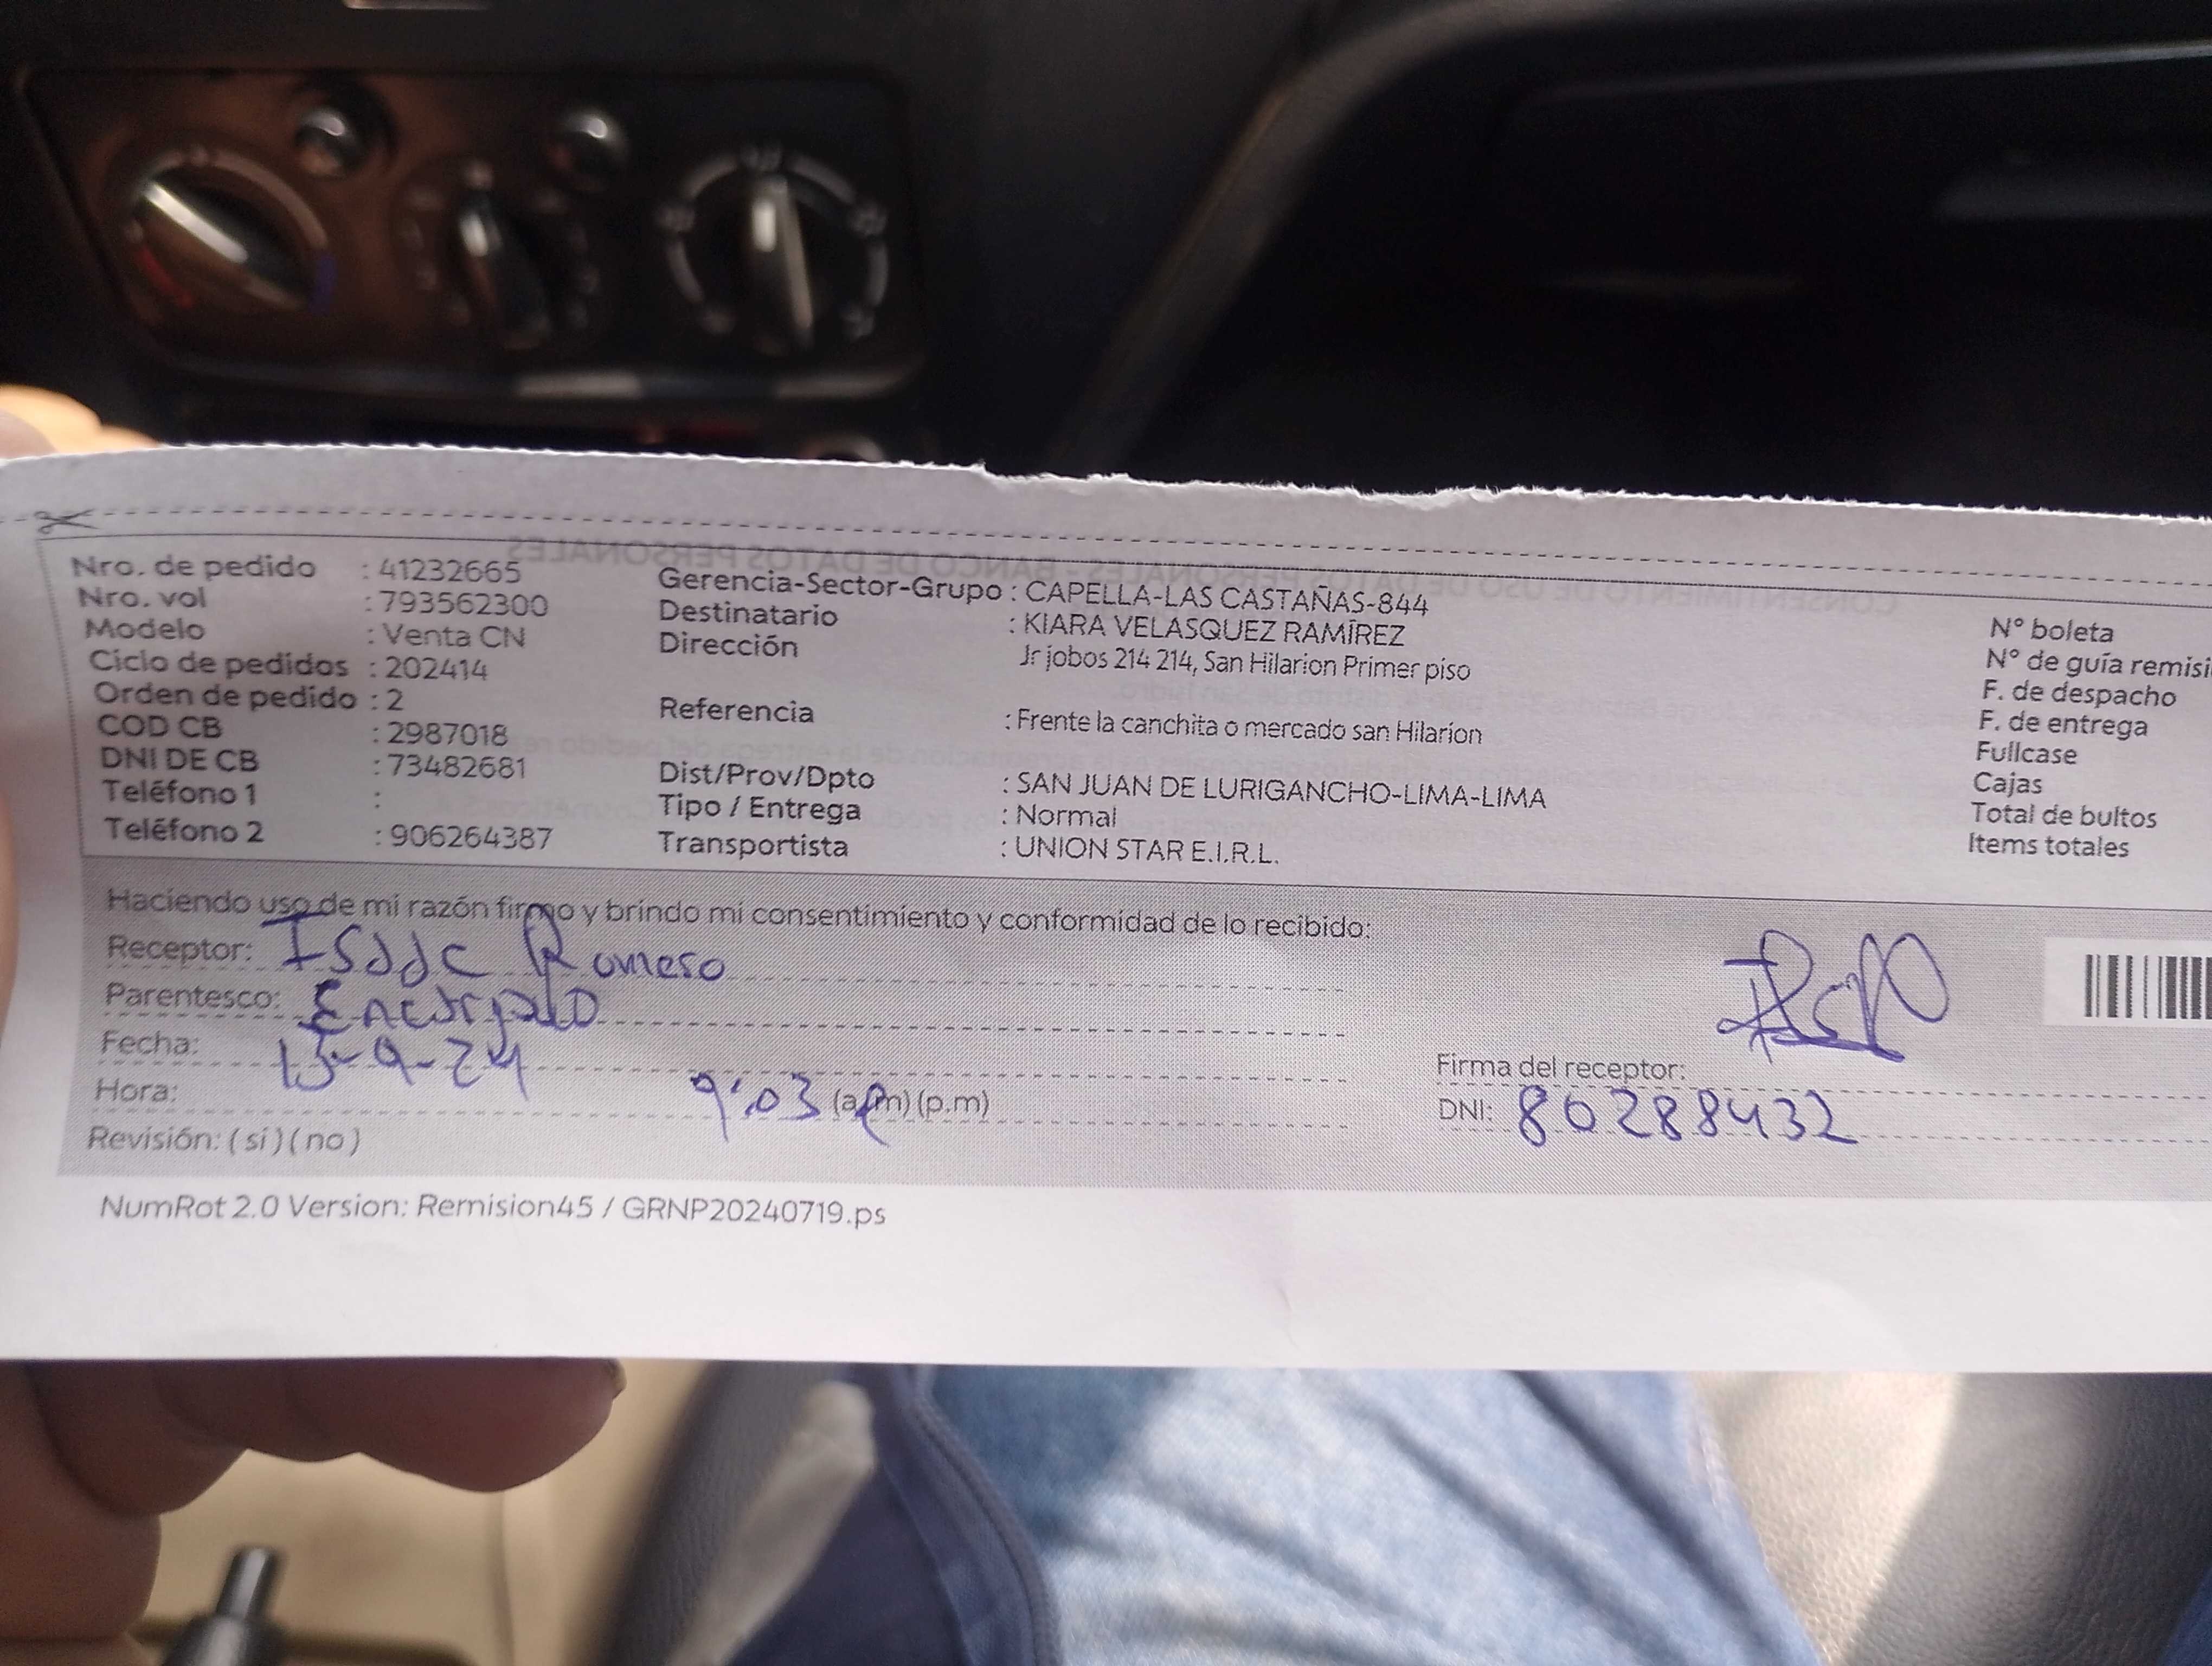 Nro. de pedido : 41232665
Nro. vol : 793562300
Modelo : Venta CN
Ciclo de pedidos : 202414
Orden de pedido : 2
COD CB : 2987018
DNI DE CB : 73482681
Teléfono 1 :
Teléfono 2 : 906264387
Gerencia-Sector-Grupo : CAPELLA-LAS CASTAÑAS-844
Destinatario : KIARA VELASQUEZ RAMÍREZ
Dirección Jr jobos 214 214, San Hilarion Primer piso
Referencia : Frente la canchita o mercado san Hilarion
Dist/Prov/Dpto : SAN JUAN DE LURIGANCHO-LIMA-LIMA
Tipo / Entrega : Normal
Transportista : UNION STAR E.I.R.L.
N° boleta
N° de guía remisi
F. de despacho
F. de entrega
Fullcase
Cajas
Total de bultos
Items totales
Haciendo uso de mi razón firmo y brindo mi consentimiento y conformidad de lo recibido:
Receptor: Isaac Romero
Parentesco: Encargado
Fecha: 13-9-24
Hora: 9:03 (a.m) (p.m)
Revisión: ( si ) ( no )
Firma del receptor:
DNI: 80288432
NumRot 2.0 Version: Remision45 / GRNP20240719.ps